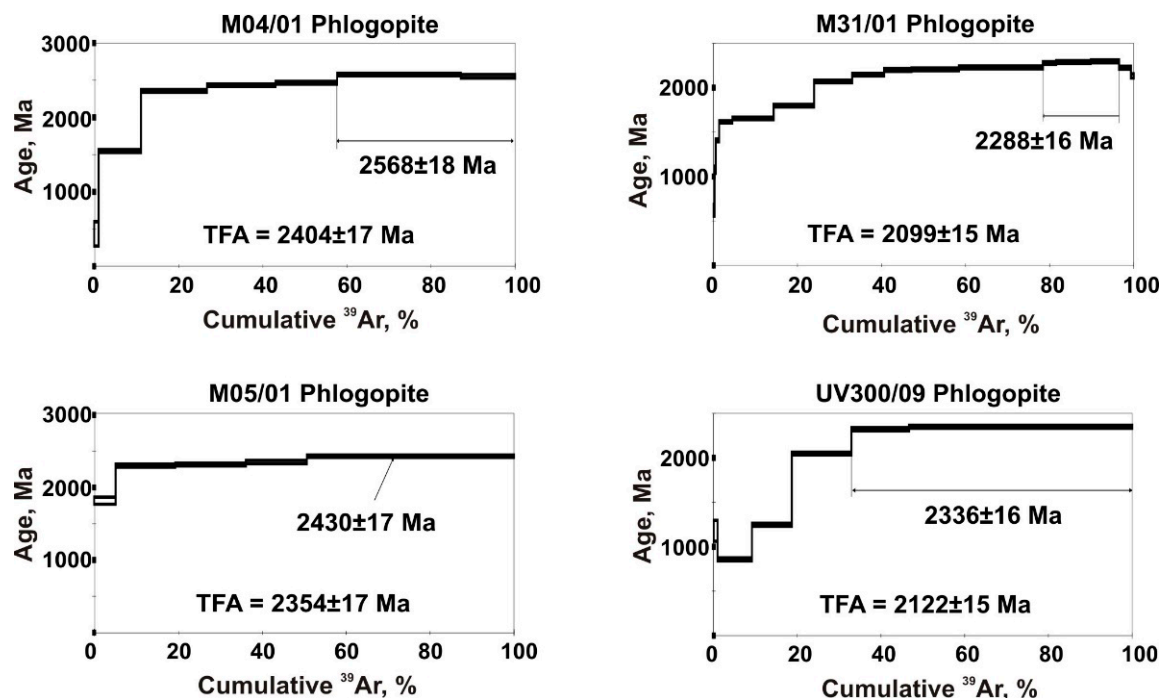 M04/01 Phlogopite
3000
2000
1000
Age, Ma
2568±18 Ma
TFA = 2404±17 Ma
0 20 40 60 80 100
Cumulative ³⁹Ar, %
M31/01 Phlogopite
2000
1000
Age, Ma
2288±16 Ma
TFA = 2099±15 Ma
0 20 40 60 80 100
Cumulative ³⁹Ar, %
M05/01 Phlogopite
3000
2000
1000
Age, Ma
2430±17 Ma
TFA = 2354±17 Ma
0 20 40 60 80 100
Cumulative ³⁹Ar, %
UV300/09 Phlogopite
2000
1000
Age, Ma
2336±16 Ma
TFA = 2122±15 Ma
0 20 40 60 80 100
Cumulative ³⁹Ar, %